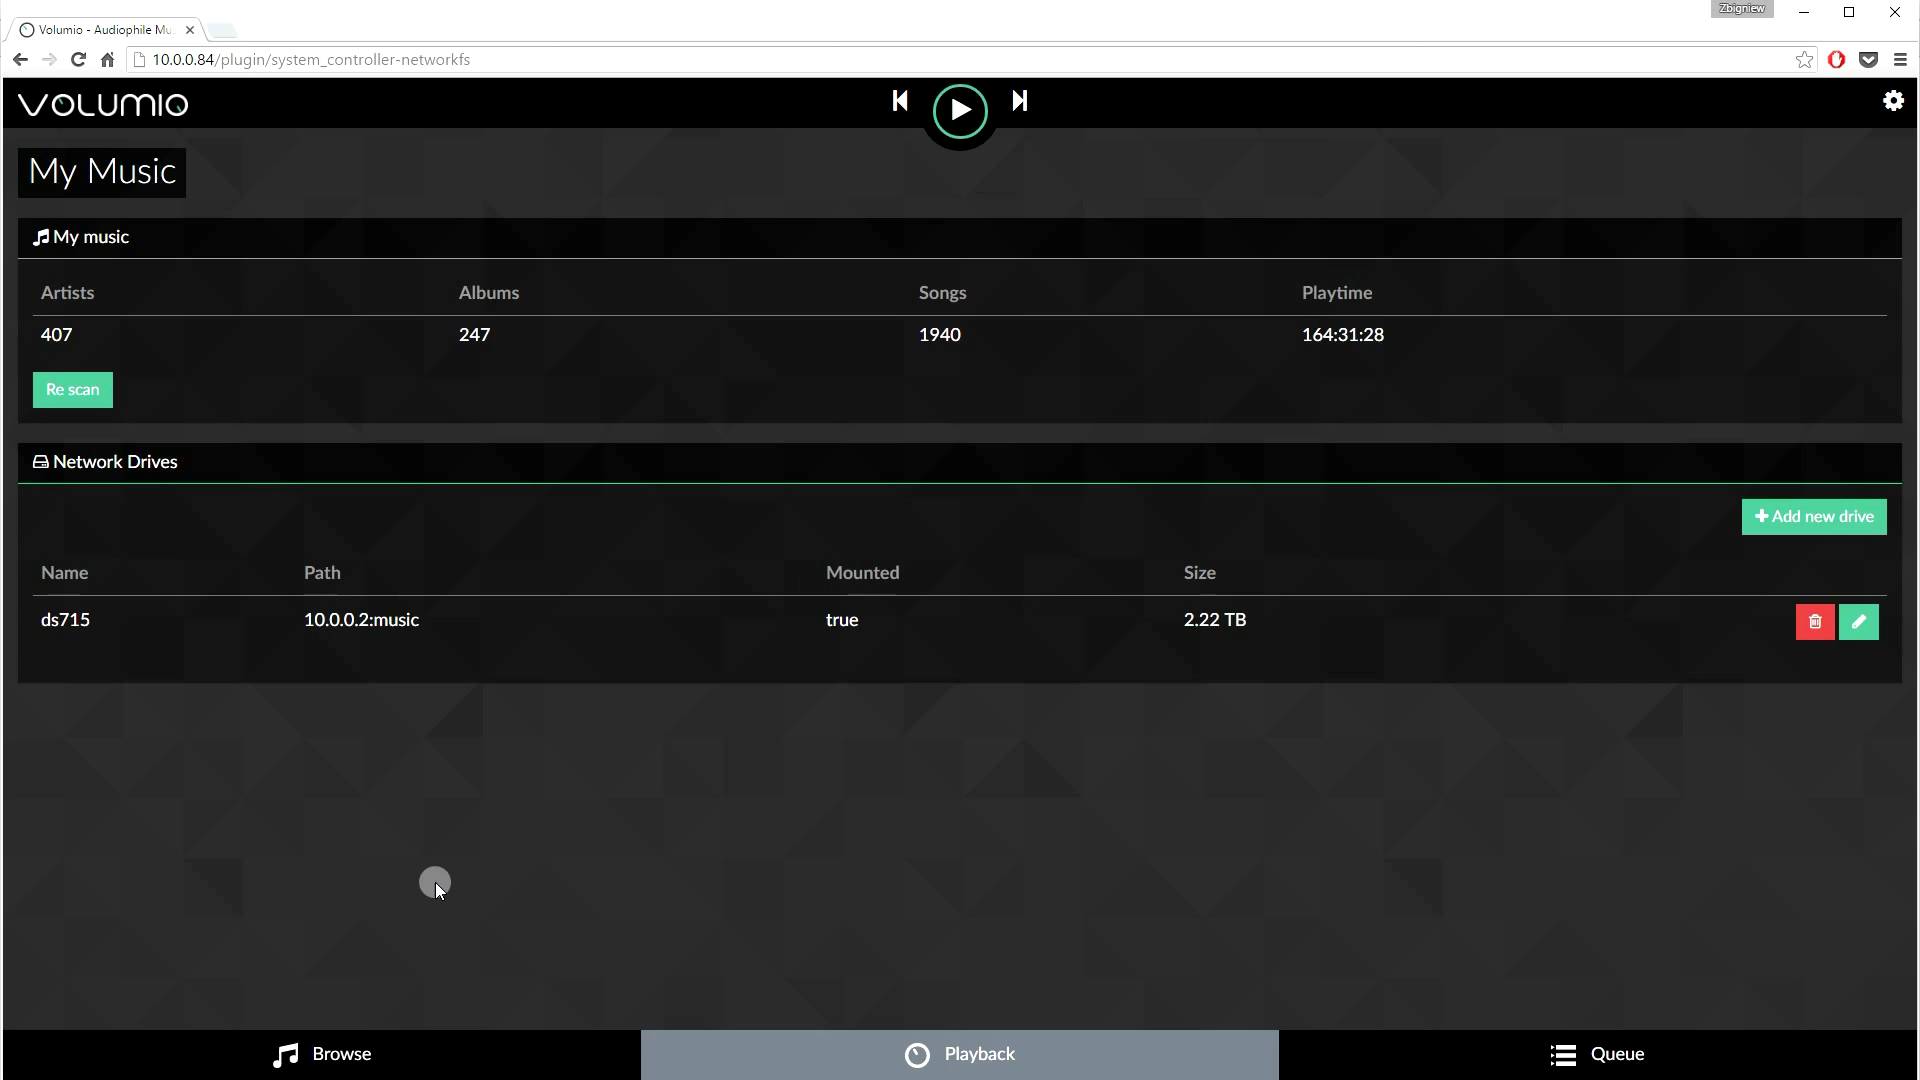 Zbigniew
Volumio - Audiophile Mu
10.0.0.84/plugin/system_controller-networkfs
VOLUMIO
My Music
My music
Artists Albums Songs Playtime
407 247 1940 164:31:28
Re scan
Network Drives
Add new drive
Name Path Mounted Size
ds715 10.0.0.2:music true 2.22 TB
Browse Playback Queue